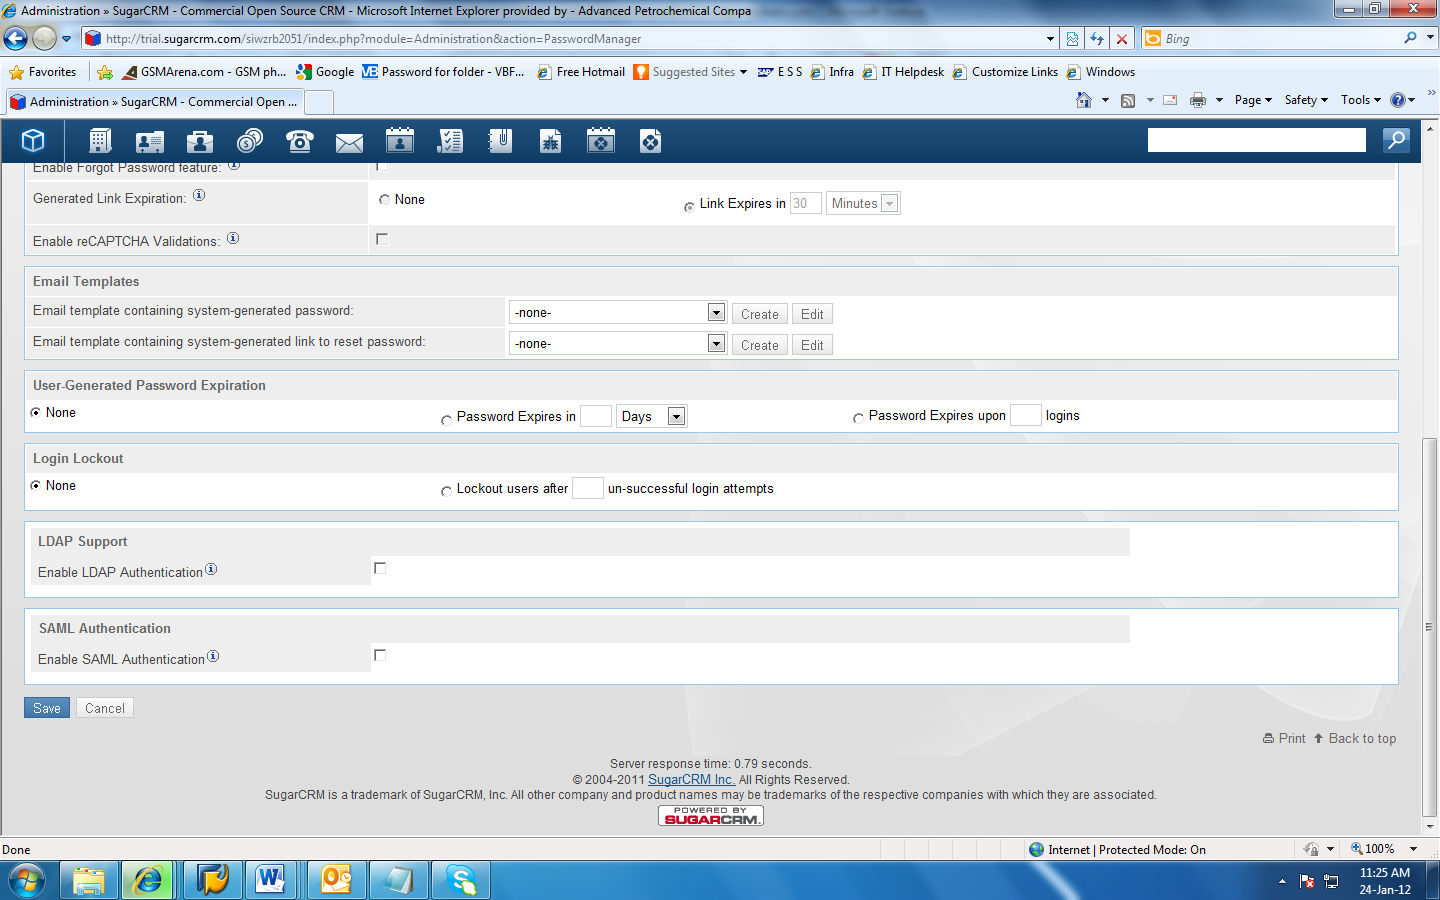 Administration » SugarCRM - Commercial Open Source CRM - Microsoft Internet Explorer provided by - Advanced Petrochemical Compa
http://trial.sugarcrm.com/siwzrb2051/index.php?module=Administration&action=PasswordManager
Bing
Favorites GSMArena.com - GSM ph... Google VB Password for folder - VBF... Free Hotmail Suggested Sites SAP E S S Infra IT Helpdesk Customize Links Windows
Administration » SugarCRM - Commercial Open ... Page Safety Tools
Enable Forgot Password feature:
Generated Link Expiration: None Link Expires in 30 Minutes
Enable reCAPTCHA Validations:
Email Templates
Email template containing system-generated password: -none- Create Edit
Email template containing system-generated link to reset password: -none- Create Edit
User-Generated Password Expiration
None Password Expires in Days Password Expires upon logins
Login Lockout
None Lockout users after un-successful login attempts
LDAP Support
Enable LDAP Authentication
SAML Authentication
Enable SAML Authentication
Save Cancel
Print Back to top
Server response time: 0.79 seconds.
© 2004-2011 SugarCRM Inc. All Rights Reserved.
SugarCRM is a trademark of SugarCRM, Inc. All other company and product names may be trademarks of the respective companies with which they are associated.
POWERED BY
SUGARCRM.
Done Internet | Protected Mode: On 100%
11:25 AM
24-Jan-12